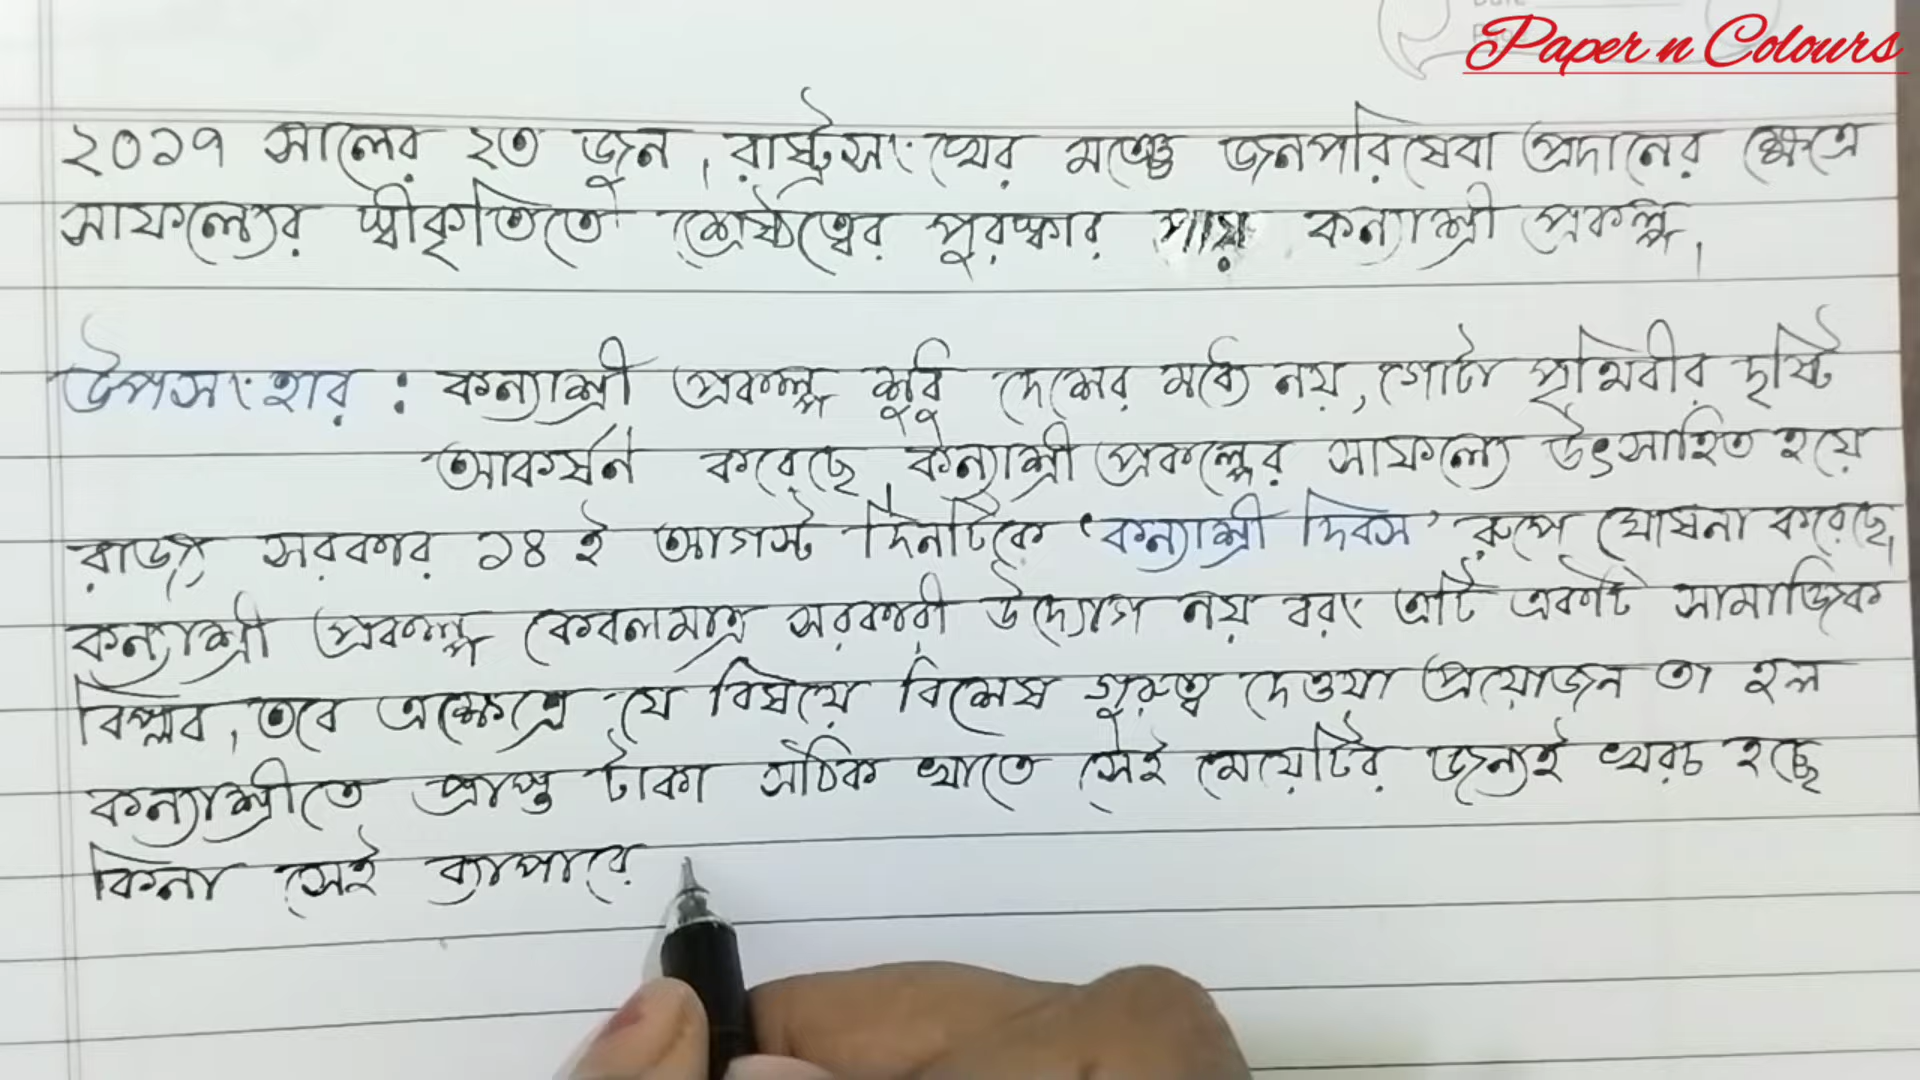 Paper n Colours
২০১৭ সালের ২৩ জুন, রাষ্ট্রসংঘের মঞ্চে জনপরিষেবা প্রদানের ক্ষেত্রে
সাফল্যের স্বীকৃতিতে শ্রেষ্ঠত্বের পুরস্কার পায় কন্যাশ্রী প্রকল্প।
উপসংহার : কন্যাশ্রী প্রকল্প শুধু দেশের মধ্যে নয়, গোটা পৃথিবীর দৃষ্টি
আকর্ষন করেছে। কন্যাশ্রী প্রকল্পের সাফল্যে উৎসাহিত হয়ে
রাজ্য সরকার ১৪ ই আগস্ট দিনটিকে 'কন্যাশ্রী দিবস' রুপে ঘোষনা করেছে।
কন্যাশ্রী প্রকল্প কেবলমাত্র সরকারী উদ্যোগ নয় বরং এটি একটি সামাজিক
বিপ্লব। তবে এক্ষেত্রে যে বিষয়ে বিশেষ গুরুত্ব দেওয়া প্রয়োজন তা হল
কন্যাশ্রীতে প্রাপ্ত টাকা সঠিক খাতে সেই মেয়েটির জন্যই খরচ হচ্ছে
কিনা সেই ব্যাপারে